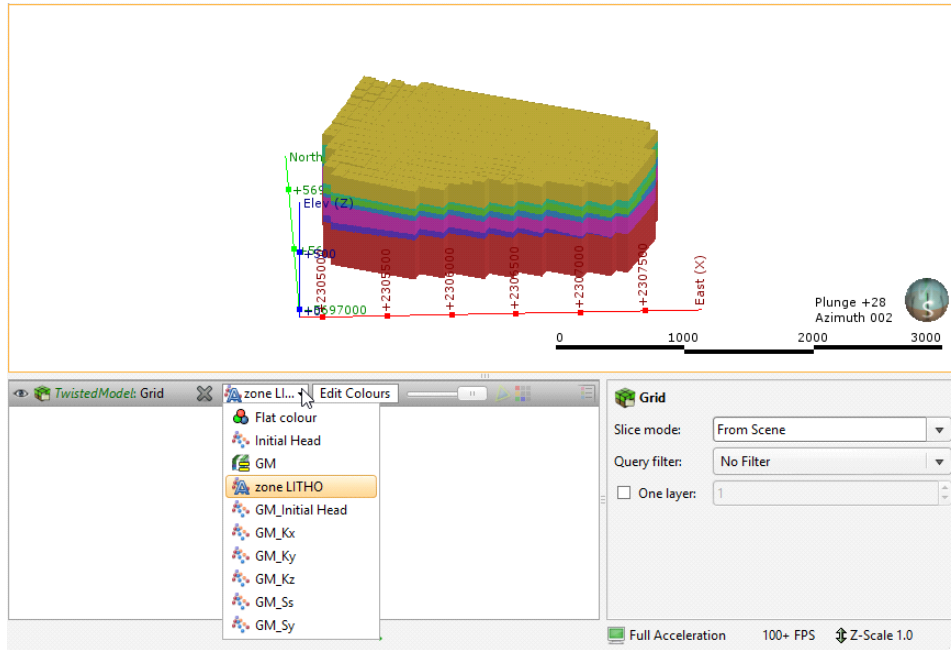 North
+569
Elev (Z)
+56
+500
+2305000
+2305500
+2306000
+2306500
+2307000
+2307500
East (X)
+5697000
Plunge +28
Azimuth 002
0
1000
2000
3000
TwistedModel: Grid
zone LI...
Edit Colours
Flat colour
Initial Head
GM
zone LITHO
GM_Initial Head
GM_Kx
GM_Ky
GM_Kz
GM_Ss
GM_Sy
Grid
Slice mode:
From Scene
Query filter:
No Filter
One layer:
1
Full Acceleration
100+ FPS
Z-Scale 1.0